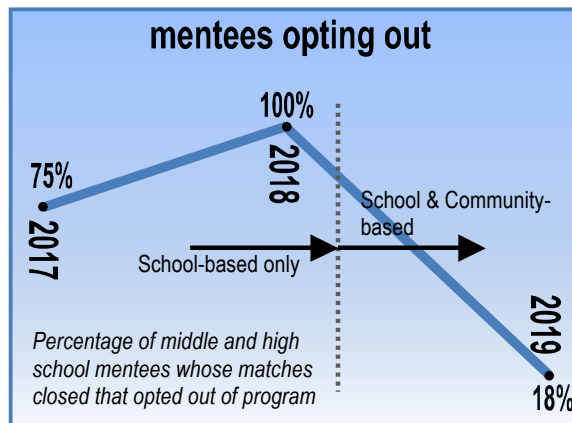 mentees opting out
100%
75%
2018
2017
School & Community-
based
School-based only
2019
Percentage of middle and high
school mentees whose matches
closed that opted out of program
18%